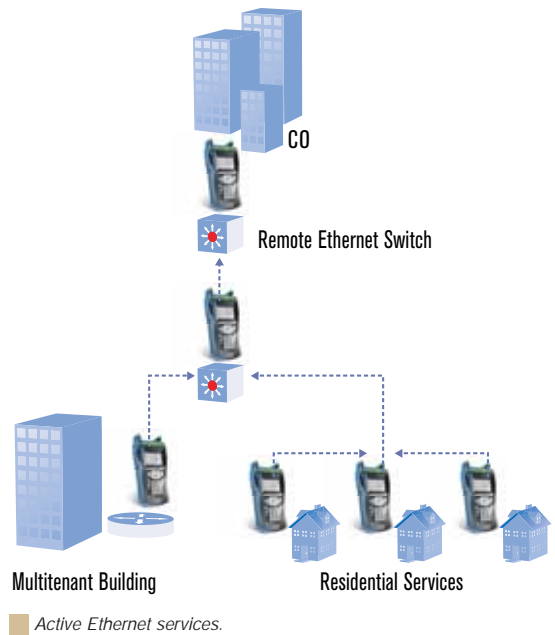 CO
Remote Ethernet Switch
Multitenant Building
Residential Services
Active Ethernet services.